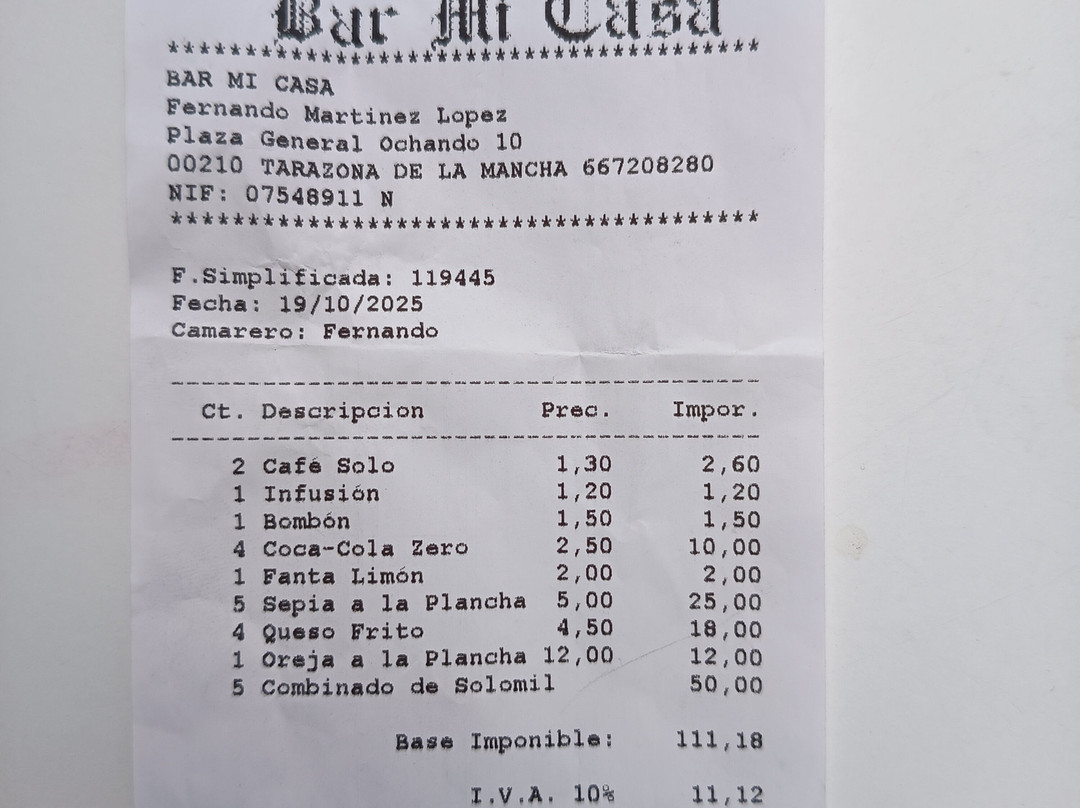 Bar Mi Casa
***************************************
BAR MI CASA
Fernando Martinez Lopez
Plaza General Ochando 10
00210 TARAZONA DE LA MANCHA 667208280
NIF: 07548911 N
***************************************
F.Simplificada: 119445
Fecha: 19/10/2025
Camarero: Fernando
Ct. Descripcion Prec. Impor.
2 Café Solo 1,30 2,60
1 Infusión 1,20 1,20
1 Bombón 1,50 1,50
4 Coca-Cola Zero 2,50 10,00
1 Fanta Limón 2,00 2,00
5 Sepia a la Plancha 5,00 25,00
4 Queso Frito 4,50 18,00
1 Oreja a la Plancha 12,00 12,00
5 Combinado de Solomil 50,00
Base Imponible: 111,18
I.V.A. 10% 11,12